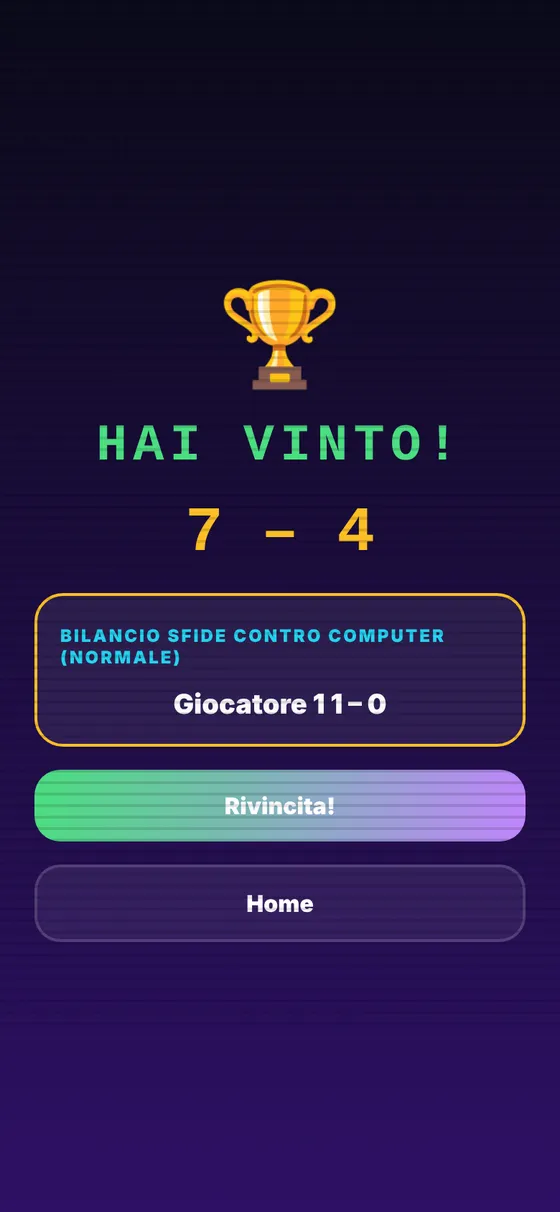 HAI VINTO!
7 – 4
BILANCIO SFIDE CONTRO COMPUTER
(NORMALE)
Giocatore 11–0
Rivincita!
Home